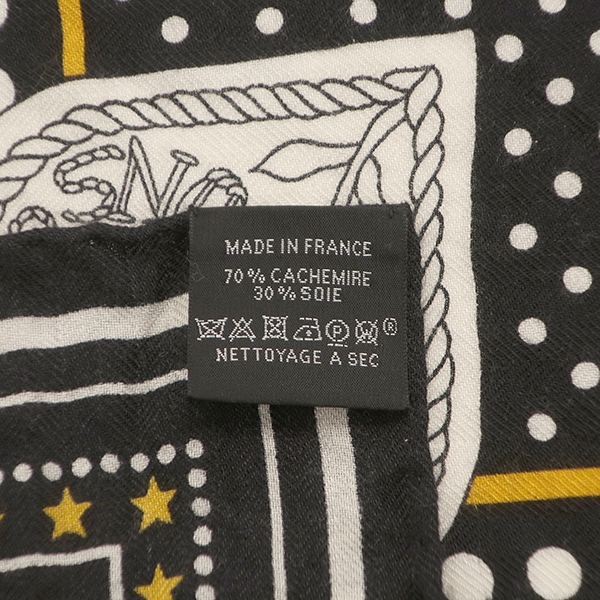 MADE IN FRANCE
70% CACHEMIRE
30% SOIE
®
NETTOYAGE A SEC